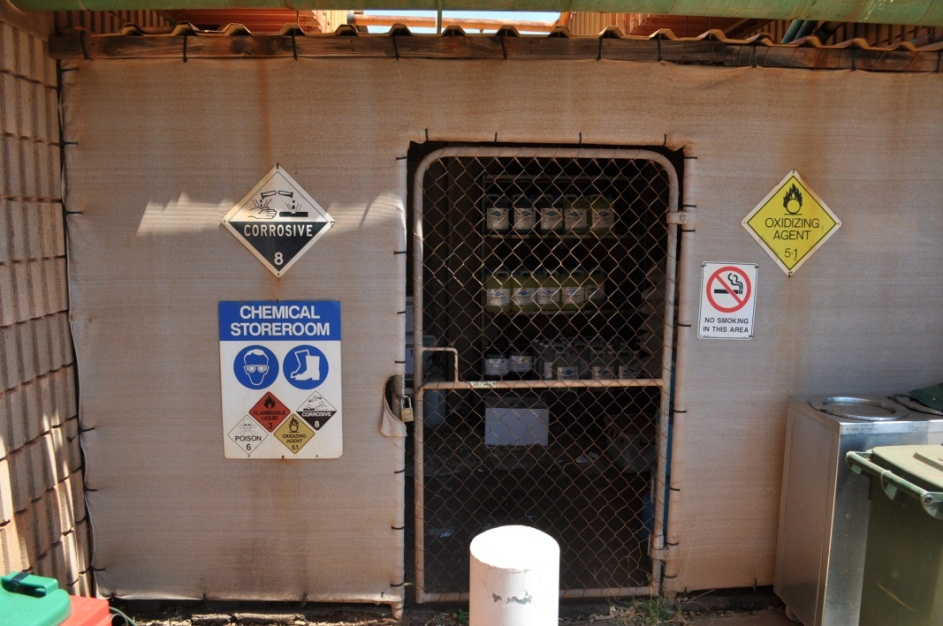 CORROSIVE
8
CHEMICAL
STOREROOM
FLAMMABLE
LIQUID
3
CORROSIVE
8
POISON
6
OXIDIZING
AGENT
5·1
OXIDIZING
AGENT
5·1
NO SMOKING
IN THIS AREA